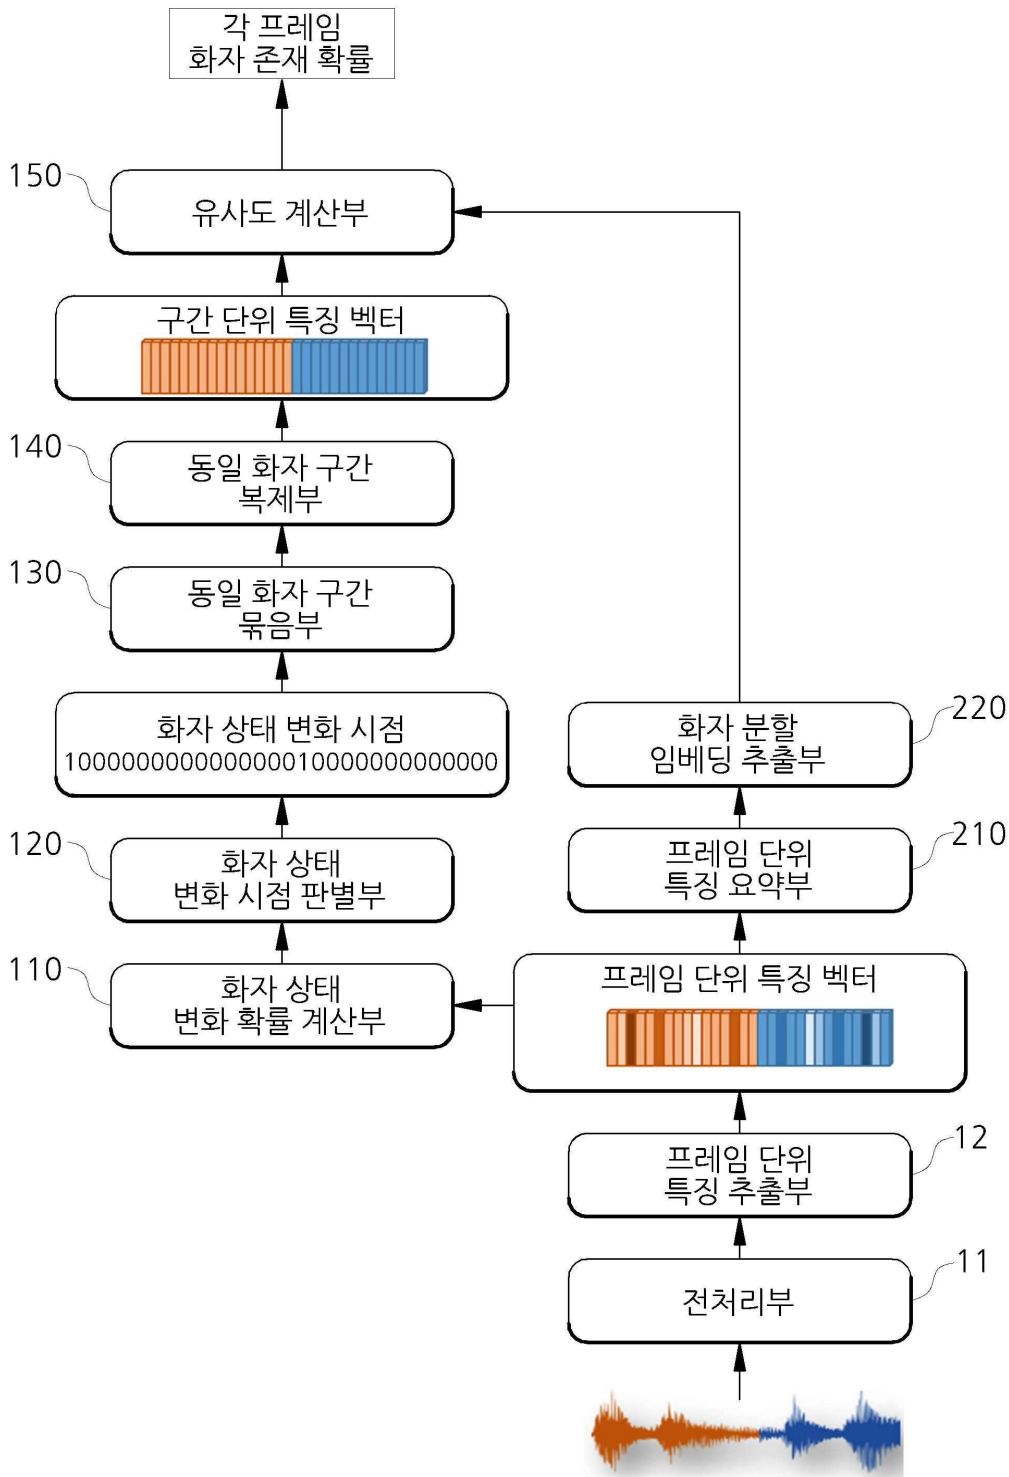 각 프레임
화자 존재 확률
150
유사도 계산부
구간 단위 특징 벡터
140
동일 화자 구간
복제부
130
동일 화자 구간
묶음부
화자 상태 변화 시점
100000000000000010000000000000
120
화자 상태
변화 시점 판별부
110
화자 상태
변화 확률 계산부
220
화자 분할
임베딩 추출부
210
프레임 단위
특징 요약부
프레임 단위 특징 벡터
12
프레임 단위
특징 추출부
11
전처리부